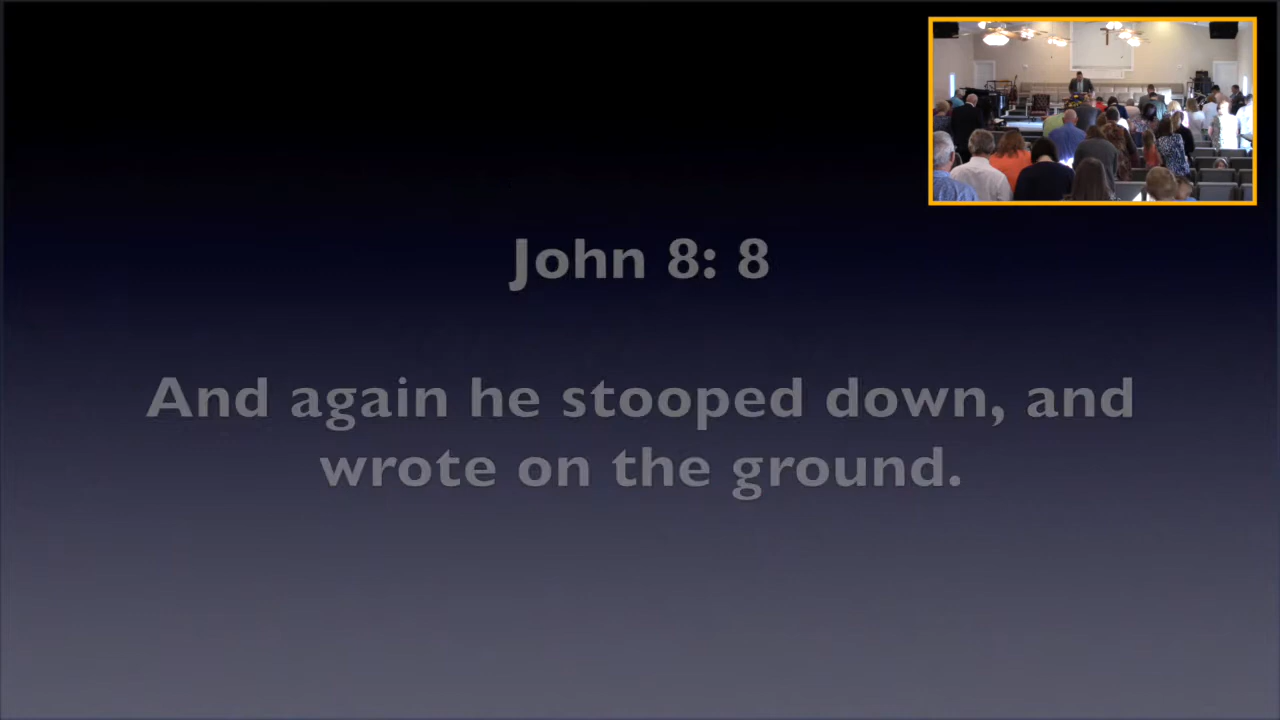 John 8: 8
And again he stooped down, and
wrote on the ground.